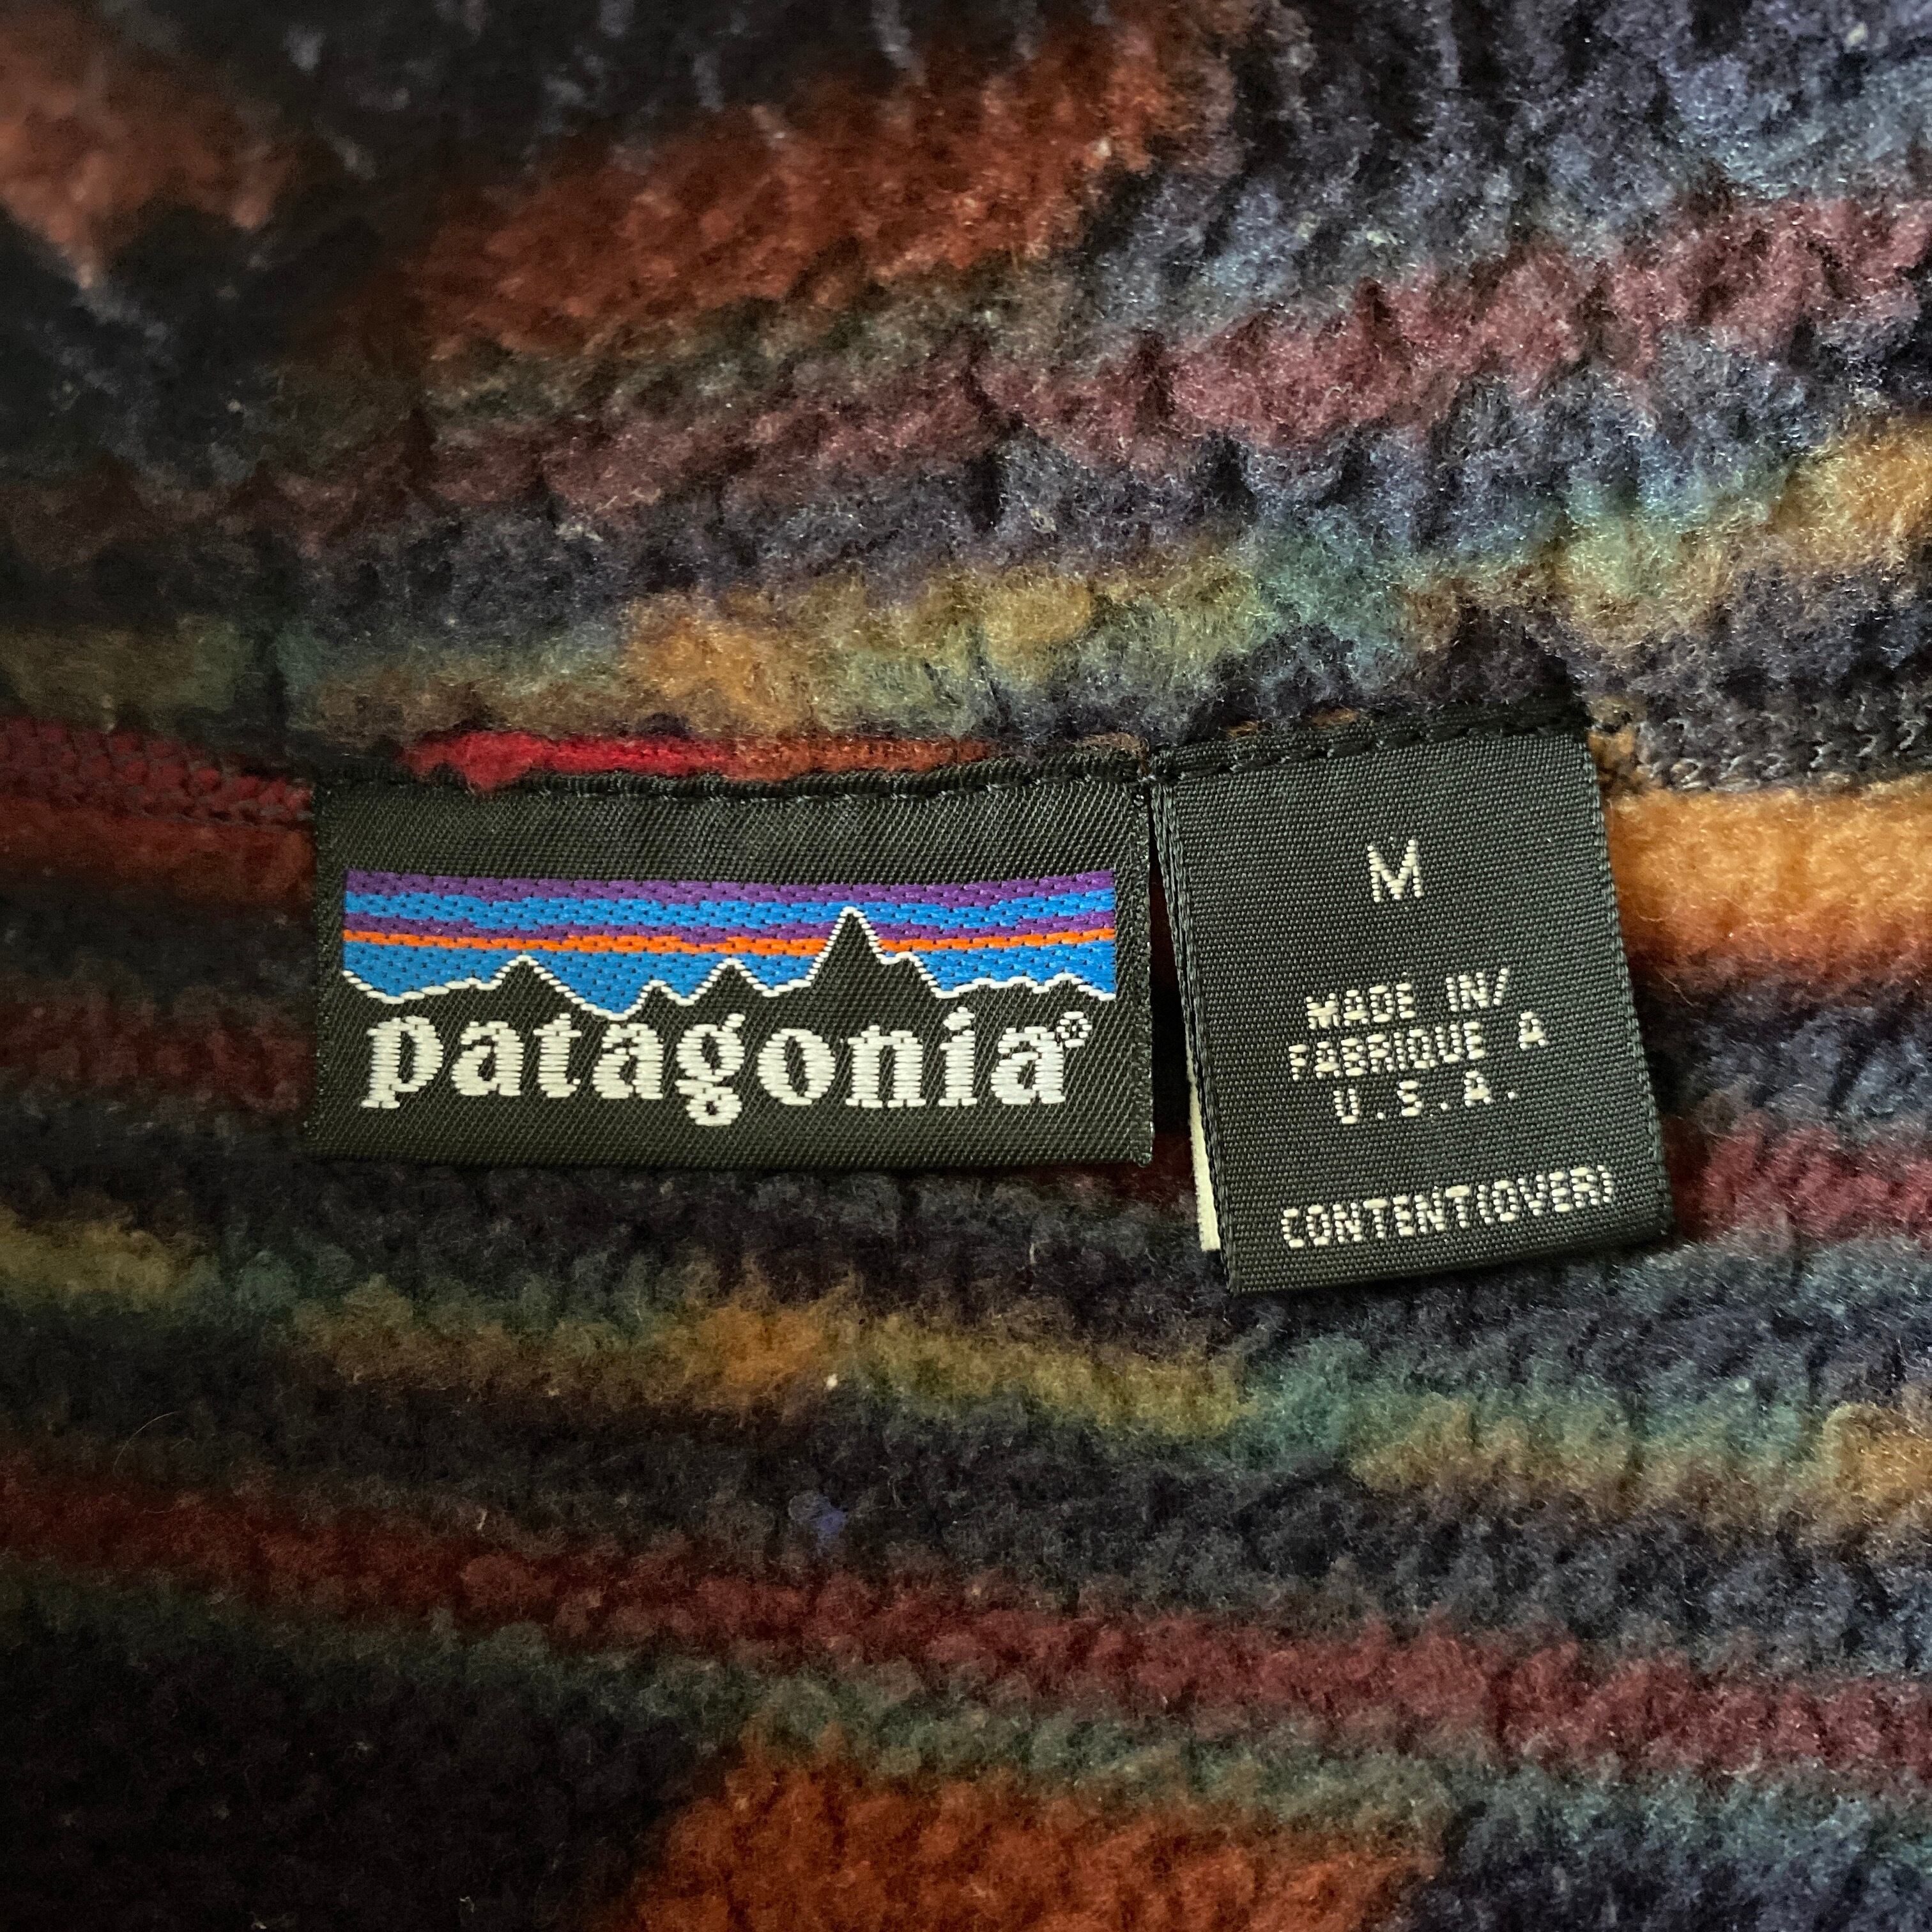 patagonia®
M
MADE IN/
FABRIQUE A
U.S.A.
CONTENT(OVER)